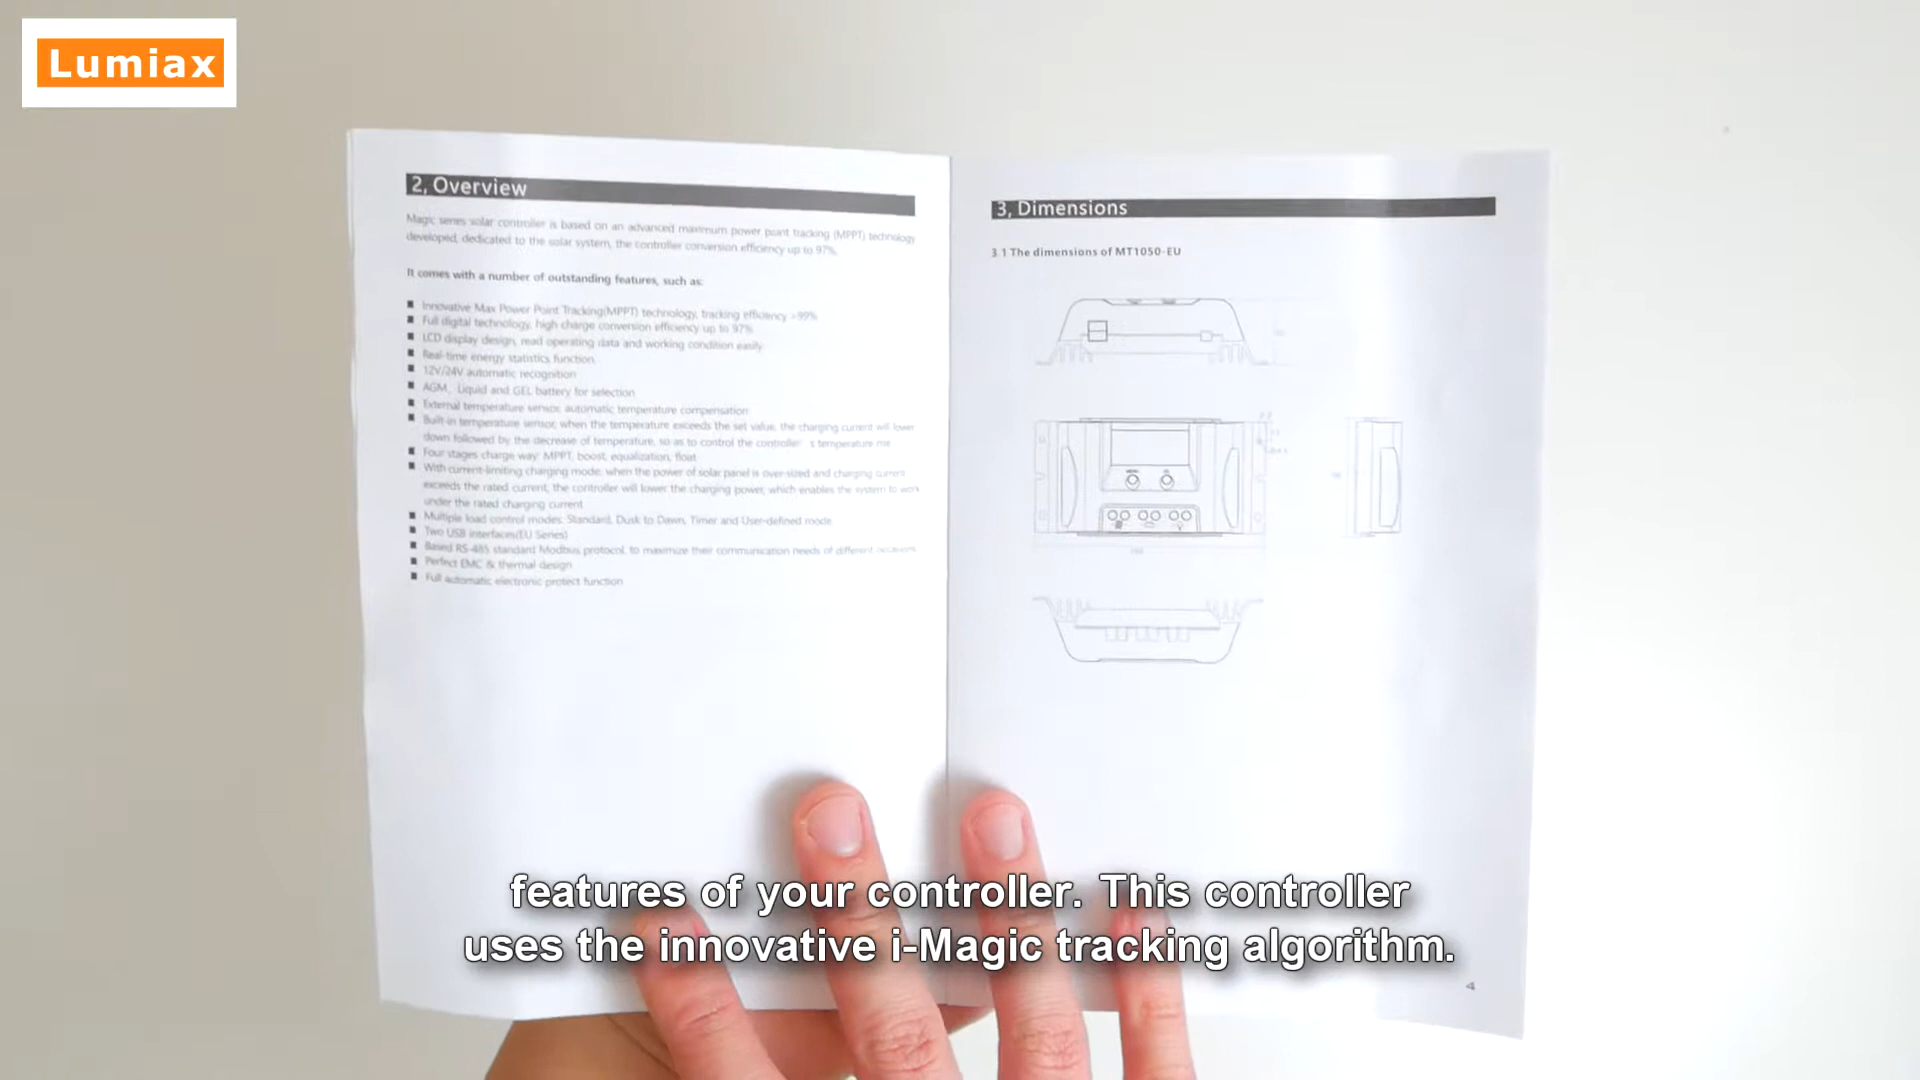 Lumiax
2, Overview
Magic series solar controller is based on an advanced maximum power point tracking (MPPT) technology
developed, dedicated to the solar system, the controller conversion efficiency up to 97%.
It comes with a number of outstanding features, such as:
■ Innovative Max Power Point Tracking(MPPT) technology, tracking efficiency >99%
■ Full digital technology, high charge conversion efficiency up to 97%
■ LCD display design, read operating data and working condition easily
■ Real-time energy statistics function
■ 12V/24V automatic recognition
■ AGM, Liquid and GEL battery for selection
■ External temperature sensor, automatic temperature compensation
■ Built-in temperature sensor, when the temperature exceeds the set value, the charging current will lower
down followed by the decrease of temperature, so as to control the controller' s temperature rise
■ Four stages charge way: MPPT, boost, equalization, float
■ With current-limiting charging mode, when the power of solar panel is over-sized and charging current
exceeds the rated current, the controller will lower the charging power, which enables the system to work
under the rated charging current
■ Multiple load control modes: Standard, Dusk to Dawn, Timer and User-defined mode
■ Two USB interfaces(EU Series)
■ Based RS-485 standard Modbus protocol, to maximize their communication needs of different occasions
■ Perfect EMC & thermal design
■ Full automatic electronic protect function
3, Dimensions
3.1 The dimensions of MT1050-EU
MENU OK
4
features of your controller. This controller
uses the innovative i-Magic tracking algorithm.